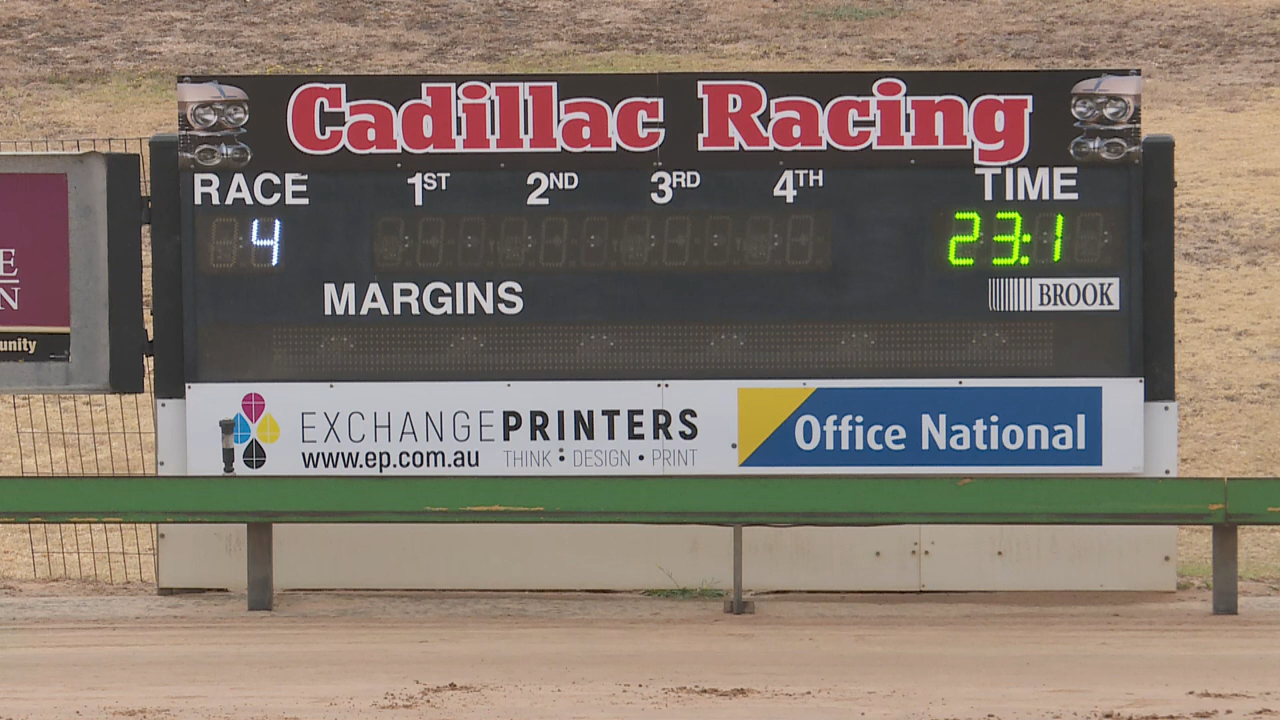 Cadillac Racing
RACE 1ST 2ND 3RD 4TH TIME
4 23:1
MARGINS
BROOK
E
N
unity
EXCHANGEPRINTERS
www.ep.com.au THINK • DESIGN • PRINT
Office National